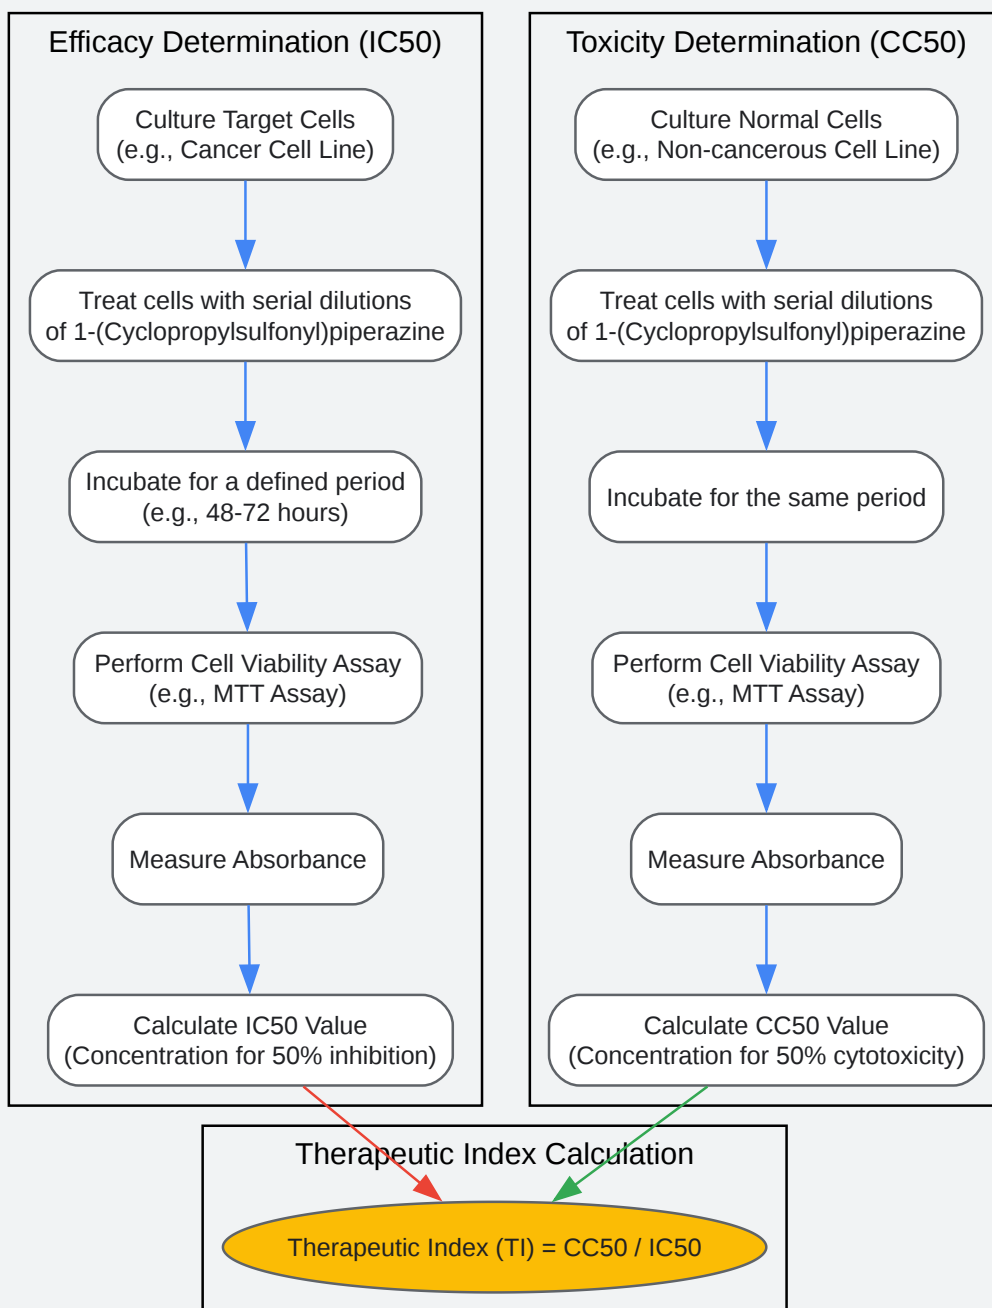 Efficacy Determination (IC50)
Culture Target Cells
(e.g., Cancer Cell Line)
Treat cells with serial dilutions
of 1-(Cyclopropylsulfonyl)piperazine
Incubate for a defined period
(e.g., 48-72 hours)
Perform Cell Viability Assay
(e.g., MTT Assay)
Measure Absorbance
Calculate IC50 Value
(Concentration for 50% inhibition)
Toxicity Determination (CC50)
Culture Normal Cells
(e.g., Non-cancerous Cell Line)
Treat cells with serial dilutions
of 1-(Cyclopropylsulfonyl)piperazine
Incubate for the same period
Perform Cell Viability Assay
(e.g., MTT Assay)
Measure Absorbance
Calculate CC50 Value
(Concentration for 50% cytotoxicity)
Therapeutic Index Calculation
Therapeutic Index (TI) = CC50 / IC50